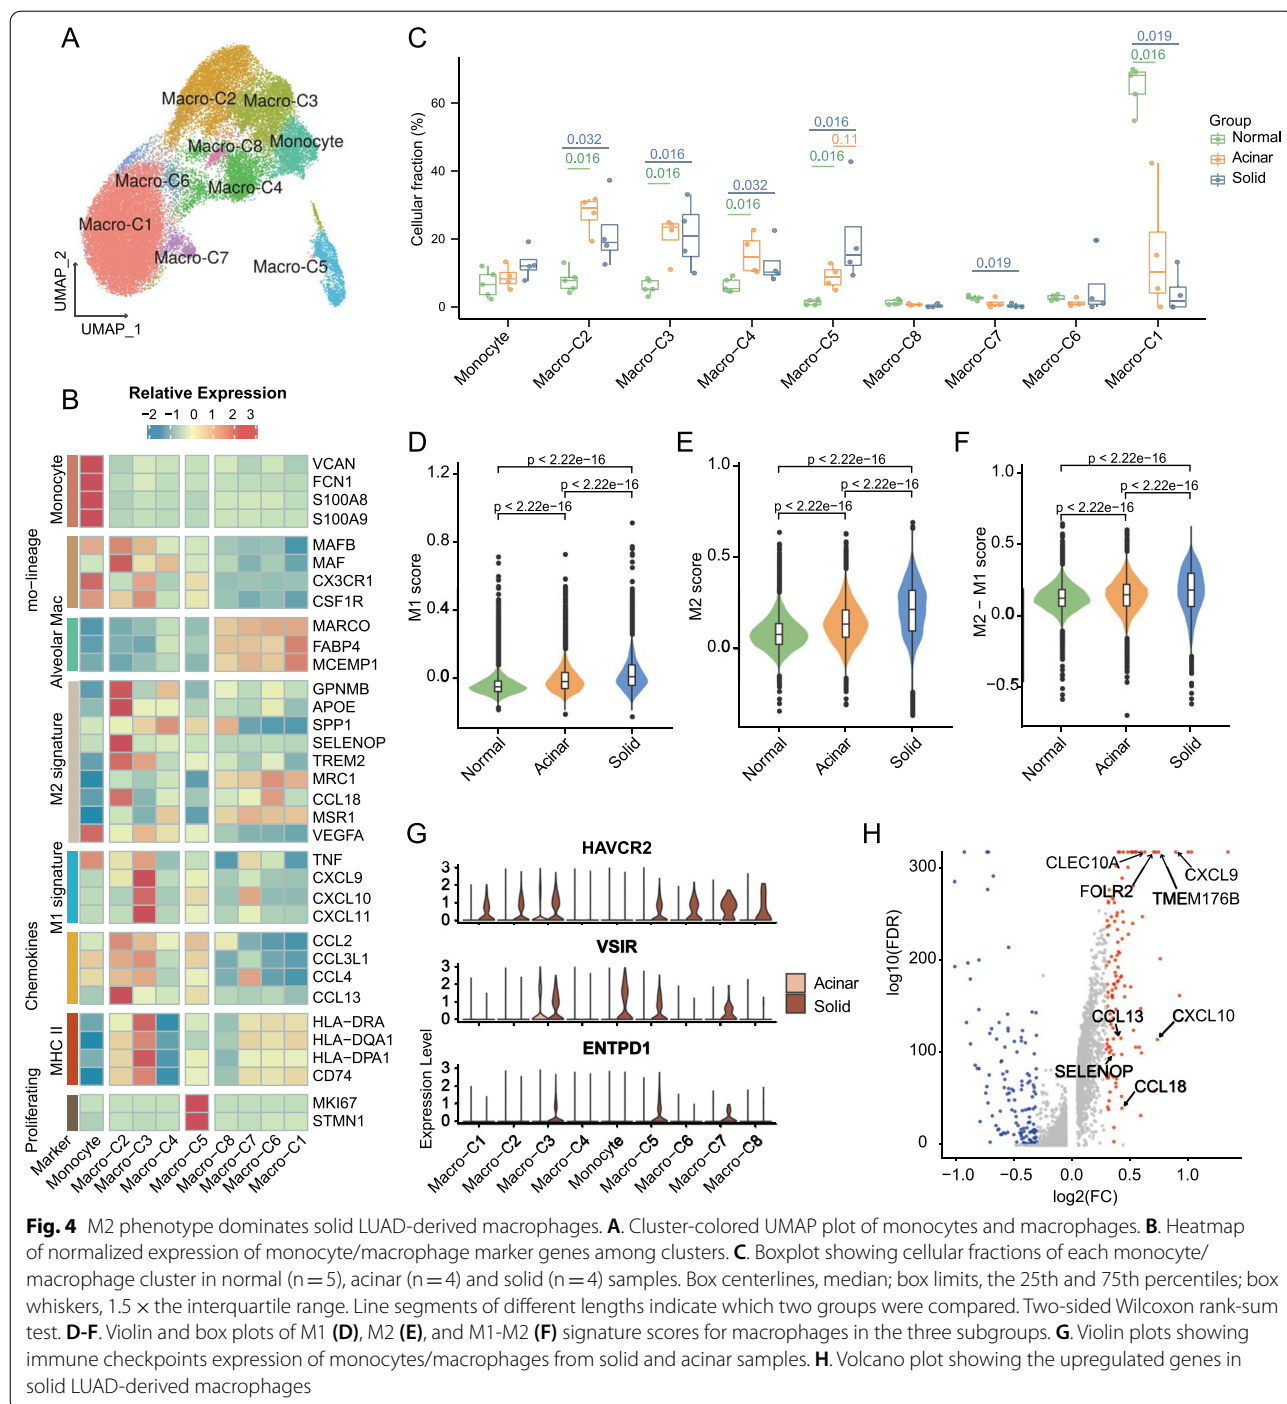 A
Macro-C2
Macro-C3
Macro-C8
Monocyte
Macro-C6
Macro-C4
Macro-C1
Macro-C7
Macro-C5
UMAP_2
UMAP_1
C
Cellular fraction (%)
60
40
20
0
0.032
0.016
0.016
0.016
0.032
0.016
0.016
0.11
0.016
0.019
0.019
0.016
Group
Normal
Acinar
Solid
Monocyte
Macro−C2
Macro−C3
Macro−C4
Macro−C5
Macro−C8
Macro−C7
Macro−C6
Macro−C1
B
Relative Expression
−2 −1 0 1 2 3
Monocyte
VCAN
FCN1
S100A8
S100A9
mo−lineage
MAFB
MAF
CX3CR1
CSF1R
Alveolar Mac
MARCO
FABP4
MCEMP1
M2 signature
GPNMB
APOE
SPP1
SELENOP
TREM2
MRC1
CCL18
MSR1
VEGFA
M1 signature
TNF
CXCL9
CXCL10
CXCL11
Chemokines
CCL2
CCL3L1
CCL4
CCL13
MHC II
HLA−DRA
HLA−DQA1
HLA−DPA1
CD74
Proliferating
MKI67
STMN1
Marker
Monocyte
Macro−C2
Macro−C3
Macro−C4
Macro−C5
Macro−C8
Macro−C7
Macro−C6
Macro−C1
D
M1 score
1.2
0.8
0.4
0.0
p < 2.22e−16
p < 2.22e−16
p < 2.22e−16
Normal
Acinar
Solid
E
M2 score
1.0
0.5
0.0
p < 2.22e−16
p < 2.22e−16
p < 2.22e−16
Normal
Acinar
Solid
F
M2 − M1 score
1.0
0.5
0.0
−0.5
p < 2.22e−16
p < 2.22e−16
p < 2.22e−16
Normal
Acinar
Solid
G
Expression Level
HAVCR2
3
2
1
0
VSIR
3
2
1
0
ENTPD1
3
2
1
0
Acinar
Solid
Macro−C1
Macro−C2
Macro−C3
Macro−C4
Monocyte
Macro−C5
Macro−C6
Macro−C7
Macro−C8
H
log10(FDR)
300
200
100
0
CLEC10A
CXCL9
FOLR2
TMEM176B
CCL13
CXCL10
SELENOP
CCL18
−1.0 −0.5 0.0 0.5 1.0
log2(FC)
Fig. 4 M2 phenotype dominates solid LUAD-derived macrophages. A. Cluster-colored UMAP plot of monocytes and macrophages. B. Heatmap
of normalized expression of monocyte/macrophage marker genes among clusters. C. Boxplot showing cellular fractions of each monocyte/
macrophage cluster in normal (n = 5), acinar (n = 4) and solid (n = 4) samples. Box centerlines, median; box limits, the 25th and 75th percentiles; box
whiskers, 1.5 × the interquartile range. Line segments of different lengths indicate which two groups were compared. Two-sided Wilcoxon rank-sum
test. D-F. Violin and box plots of M1 (D), M2 (E), and M1-M2 (F) signature scores for macrophages in the three subgroups. G. Violin plots showing
immune checkpoints expression of monocytes/macrophages from solid and acinar samples. H. Volcano plot showing the upregulated genes in
solid LUAD-derived macrophages